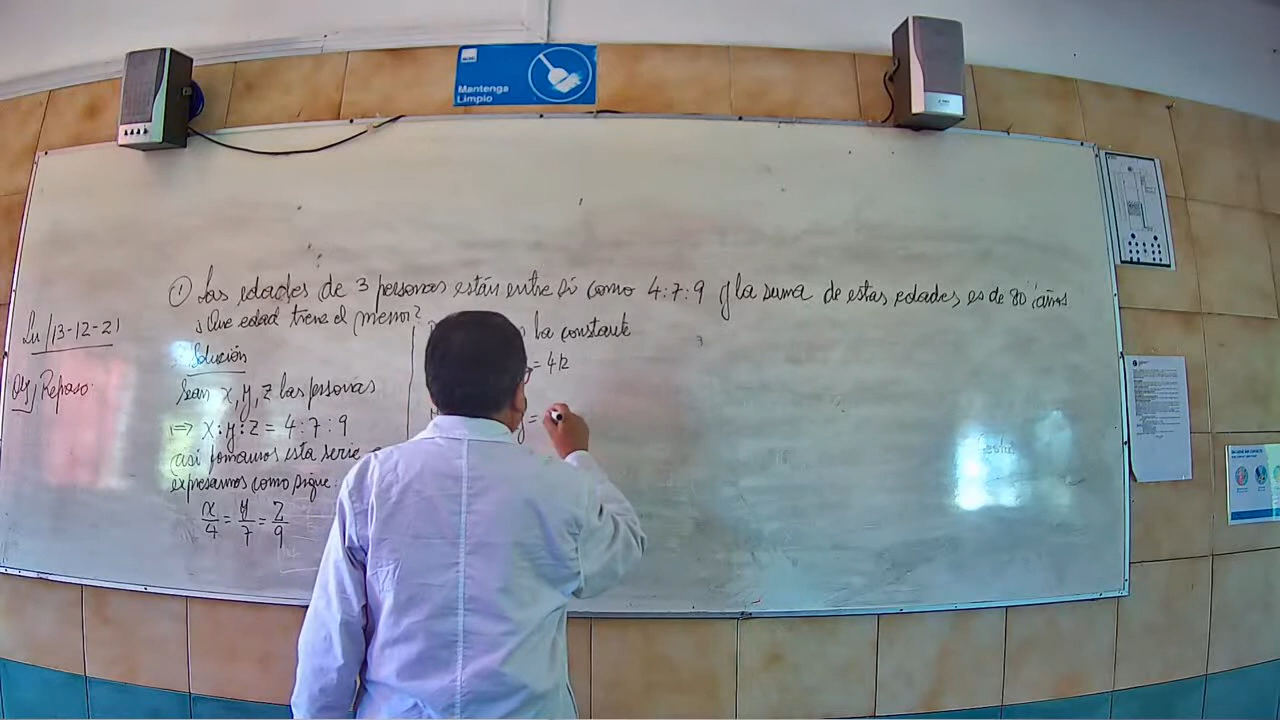 Mantenga
Limpio
① Las edades de 3 personas están entre sí como 4:7:9 y la suma de estas edades es de 80 años
¿Que edad tiene el menor?
Lu/13-12-21
Repaso
Solución
Sean x, y, z las personas
⟹ x:y:z = 4:7:9
así tomamos esta serie
expresamos como sigue:
x/4 = y/7 = z/9
la constante
= 4k
y =